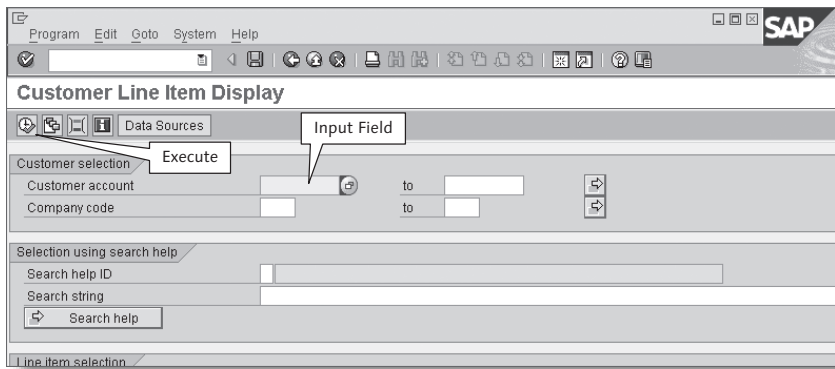 SAP
Program Edit Goto System Help
Customer Line Item Display
Data Sources
Input Field
Execute
Customer selection
Customer account to
Company code to
Selection using search help
Search help ID
Search string
Search help
Line item selection